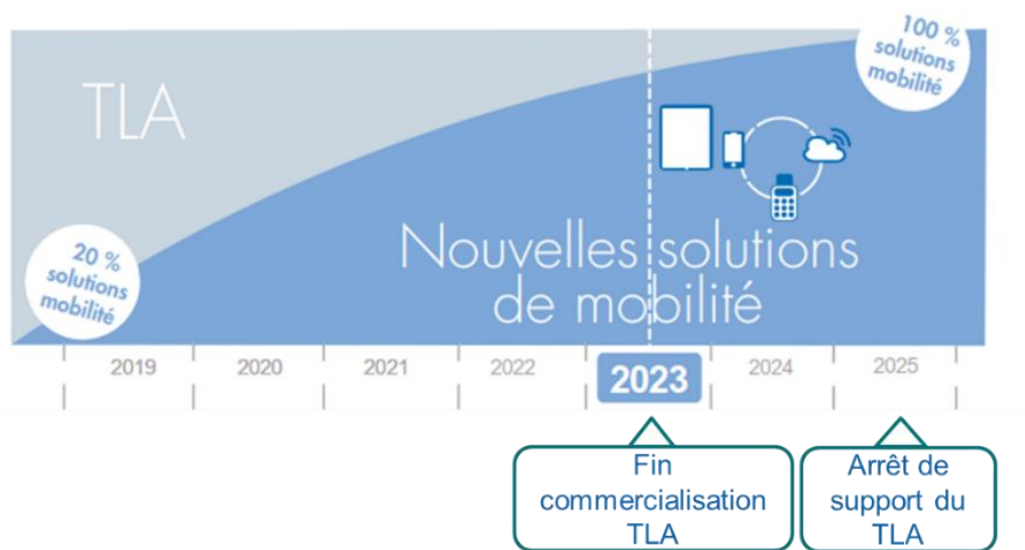 TLA
100 %
solutions
mobilité
20 %
solutions
mobilité
Nouvelles solutions
de mobilité
2019
2020
2021
2022
2023
2024
2025
Fin
commercialisation
TLA
Arrêt de
support du
TLA